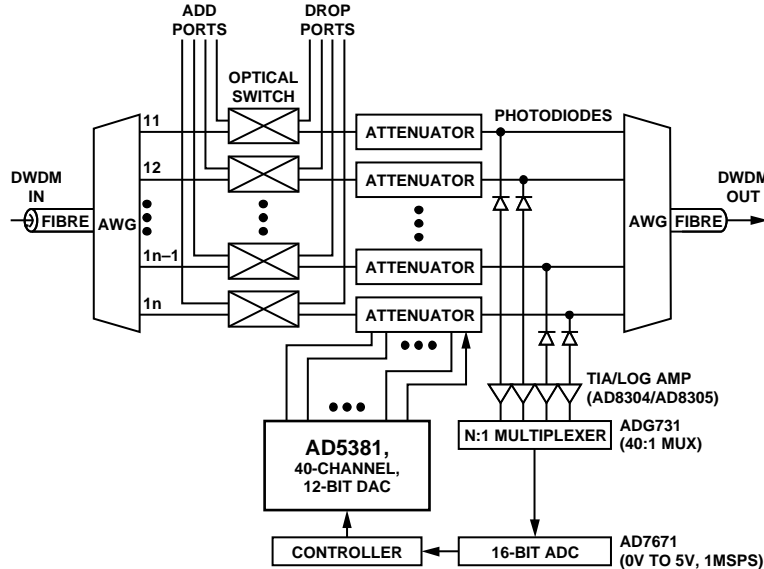 ADD
PORTS
DROP
PORTS
OPTICAL
SWITCH
PHOTODIODES
11
ATTENUATOR
12
ATTENUATOR
DWDM
IN
FIBRE
AWG
AWG
FIBRE
DWDM
OUT
1n–1
ATTENUATOR
1n
ATTENUATOR
TIA/LOG AMP
(AD8304/AD8305)
N:1 MULTIPLEXER
ADG731
(40:1 MUX)
AD5381,
40-CHANNEL,
12-BIT DAC
CONTROLLER
16-BIT ADC
AD7671
(0V TO 5V, 1MSPS)